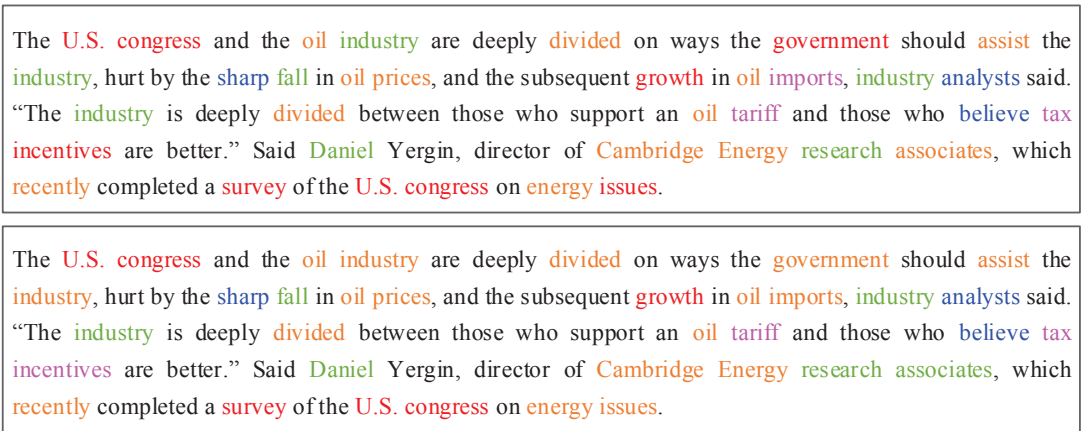 The U.S. congress and the oil industry are deeply divided on ways the government should assist the
industry, hurt by the sharp fall in oil prices, and the subsequent growth in oil imports, industry analysts said.
“The industry is deeply divided between those who support an oil tariff and those who believe tax
incentives are better.” Said Daniel Yergin, director of Cambridge Energy research associates, which
recently completed a survey of the U.S. congress on energy issues.
The U.S. congress and the oil industry are deeply divided on ways the government should assist the
industry, hurt by the sharp fall in oil prices, and the subsequent growth in oil imports, industry analysts said.
“The industry is deeply divided between those who support an oil tariff and those who believe tax
incentives are better.” Said Daniel Yergin, director of Cambridge Energy research associates, which
recently completed a survey of the U.S. congress on energy issues.